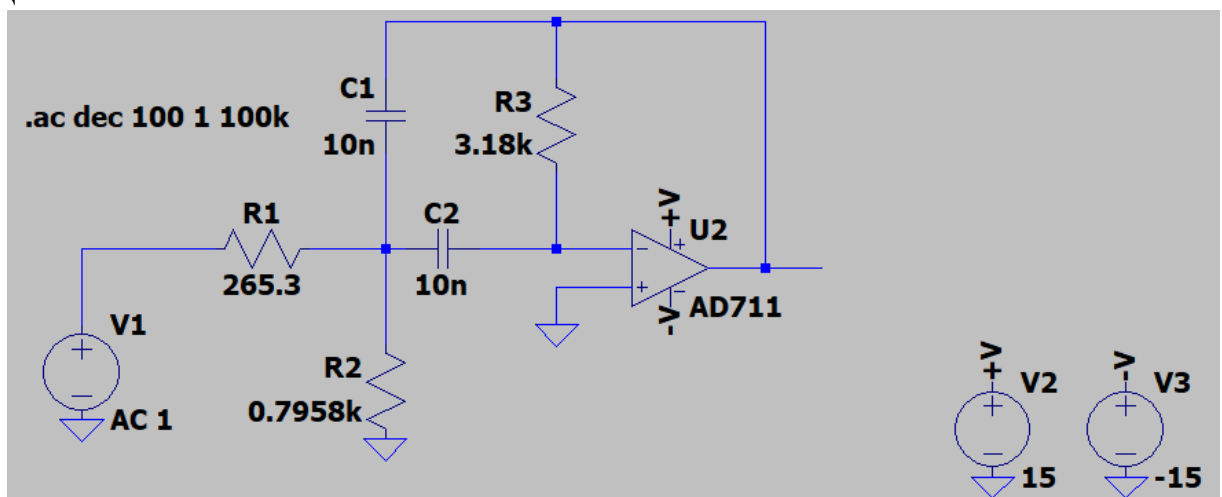 C1
R3
.ac dec 100 1 100k
10n
3.18k
+V
R1
C2
U2
265.3
10n
-V
AD711
V1
R2
0.7958k
AC 1
+V
V2
-V
V3
15
-15